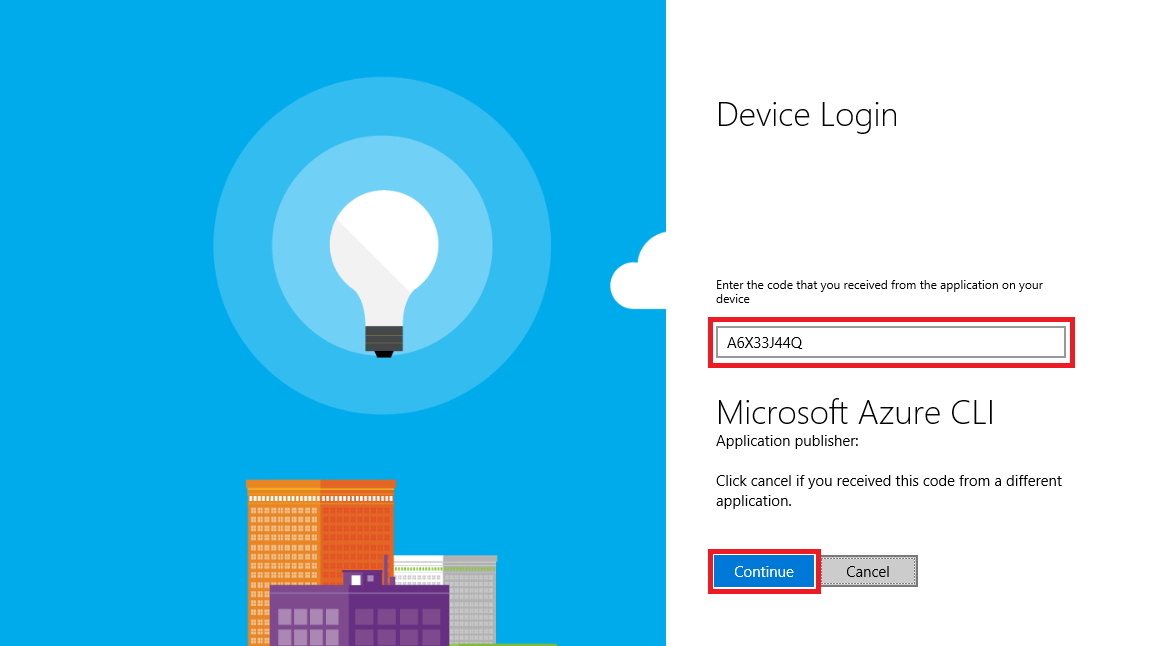 Device Login
Enter the code that you received from the application on your
device
A6X33J44Q
Microsoft Azure CLI
Application publisher:
Click cancel if you received this code from a different
application.
Continue
Cancel